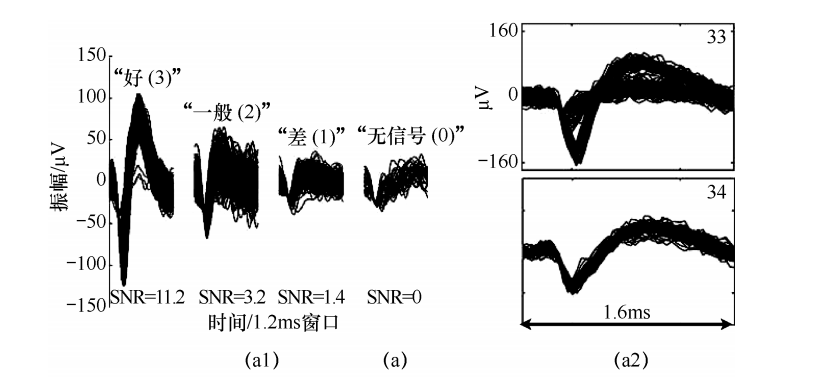 150
100
50
0
−50
−100
−150
振幅/μV
“好(3)”
“一般(2)”
“差(1)”
“无信号(0)”
SNR=11.2
SNR=3.2
SNR=1.4
SNR=0
时间/1.2ms窗口
(a1)
(a)
160
0
−160
μV
33
34
1.6ms
(a2)